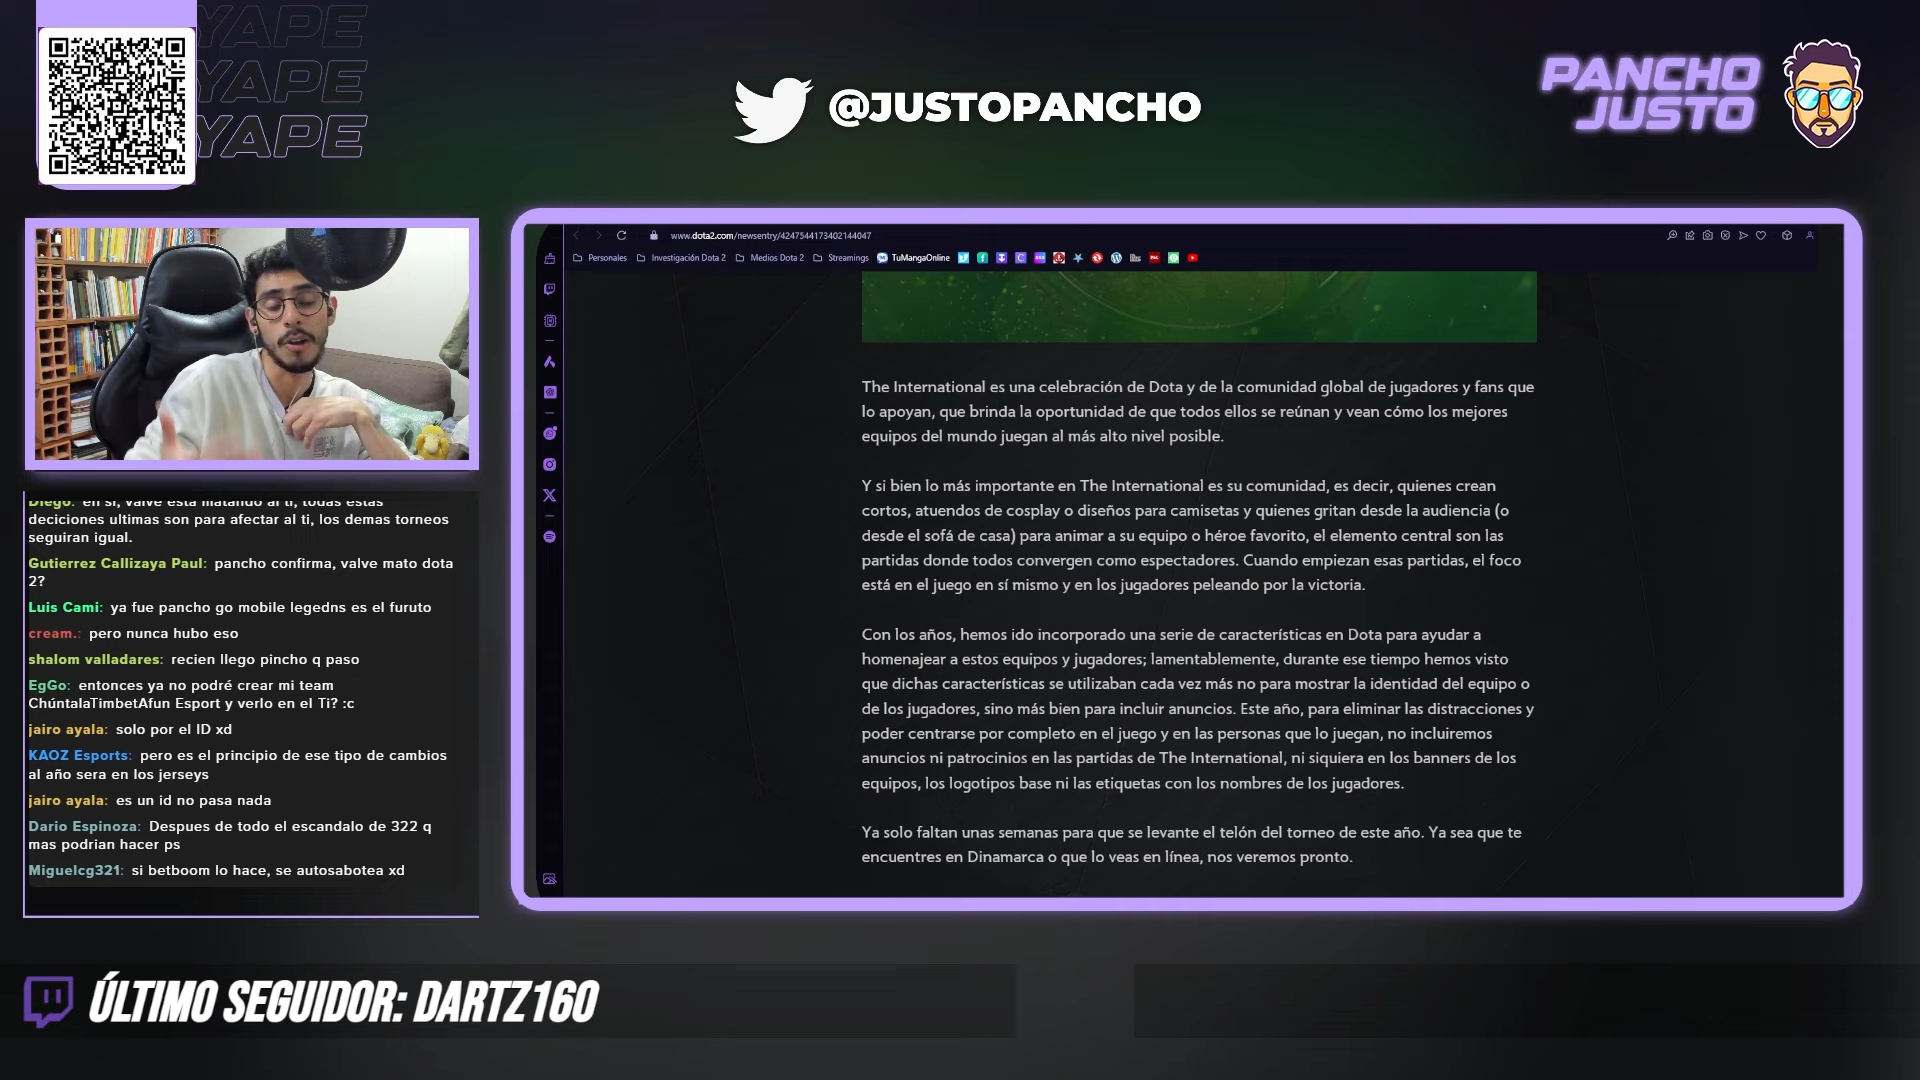 YAPE
YAPE
YAPE
@JUSTOPANCHO
PANCHO
JUSTO
www.dota2.com/newsentry/4247544173402144047
Personales
Investigación Dota 2
Medios Dota 2
Streamings
TuMangaOnline
The International es una celebración de Dota y de la comunidad global de jugadores y fans que
lo apoyan, que brinda la oportunidad de que todos ellos se reúnan y vean cómo los mejores
equipos del mundo juegan al más alto nivel posible.
Y si bien lo más importante en The International es su comunidad, es decir, quienes crean
cortos, atuendos de cosplay o diseños para camisetas y quienes gritan desde la audiencia (o
desde el sofá de casa) para animar a su equipo o héroe favorito, el elemento central son las
partidas donde todos convergen como espectadores. Cuando empiezan esas partidas, el foco
está en el juego en sí mismo y en los jugadores peleando por la victoria.
Con los años, hemos ido incorporado una serie de características en Dota para ayudar a
homenajear a estos equipos y jugadores; lamentablemente, durante ese tiempo hemos visto
que dichas características se utilizaban cada vez más no para mostrar la identidad del equipo o
de los jugadores, sino más bien para incluir anuncios. Este año, para eliminar las distracciones y
poder centrarse por completo en el juego y en las personas que lo juegan, no incluiremos
anuncios ni patrocinios en las partidas de The International, ni siquiera en los banners de los
equipos, los logotipos base ni las etiquetas con los nombres de los jugadores.
Ya solo faltan unas semanas para que se levante el telón del torneo de este año. Ya sea que te
encuentres en Dinamarca o que lo veas en línea, nos veremos pronto.
Diego: en si, valve esta matando al ti, todas estas
deciciones ultimas son para afectar al ti, los demas torneos
seguiran igual.
Gutierrez Callizaya Paul: pancho confirma, valve mato dota
2?
Luis Cami: ya fue pancho go mobile legedns es el furuto
cream.: pero nunca hubo eso
shalom valladares: recien llego pincho q paso
EgGo: entonces ya no podré crear mi team
ChúntalaTimbetAfun Esport y verlo en el Ti? :c
jairo ayala: solo por el ID xd
KAOZ Esports: pero es el principio de ese tipo de cambios
al año sera en los jerseys
jairo ayala: es un id no pasa nada
Dario Espinoza: Despues de todo el escandalo de 322 q
mas podrian hacer ps
Miguelcg321: si betboom lo hace, se autosabotea xd
ÚLTIMO SEGUIDOR: DARTZ160